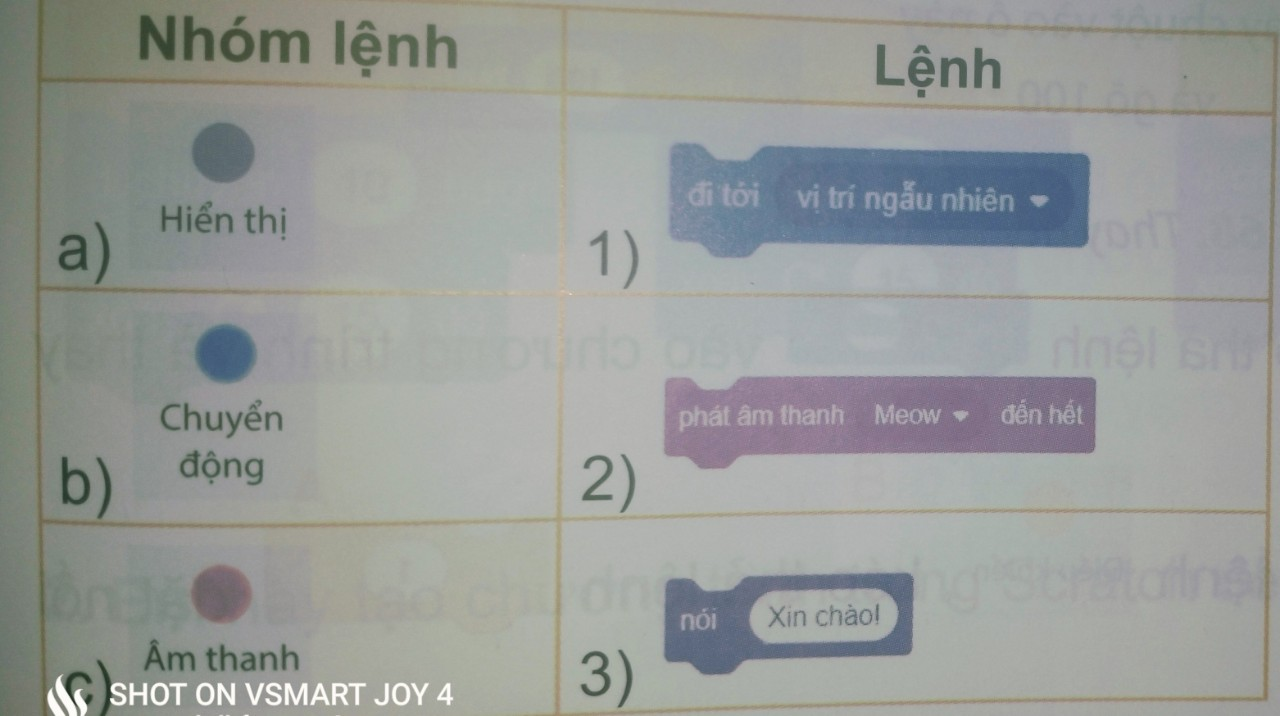 Nhóm lệnh
Lệnh
Hiển thị
a)
1)
đi tới vị trí ngẫu nhiên
Chuyển
động
b)
2)
phát âm thanh Meow đến hết
Âm thanh
c)
3)
nói Xin chào!
SHOT ON VSMART JOY 4